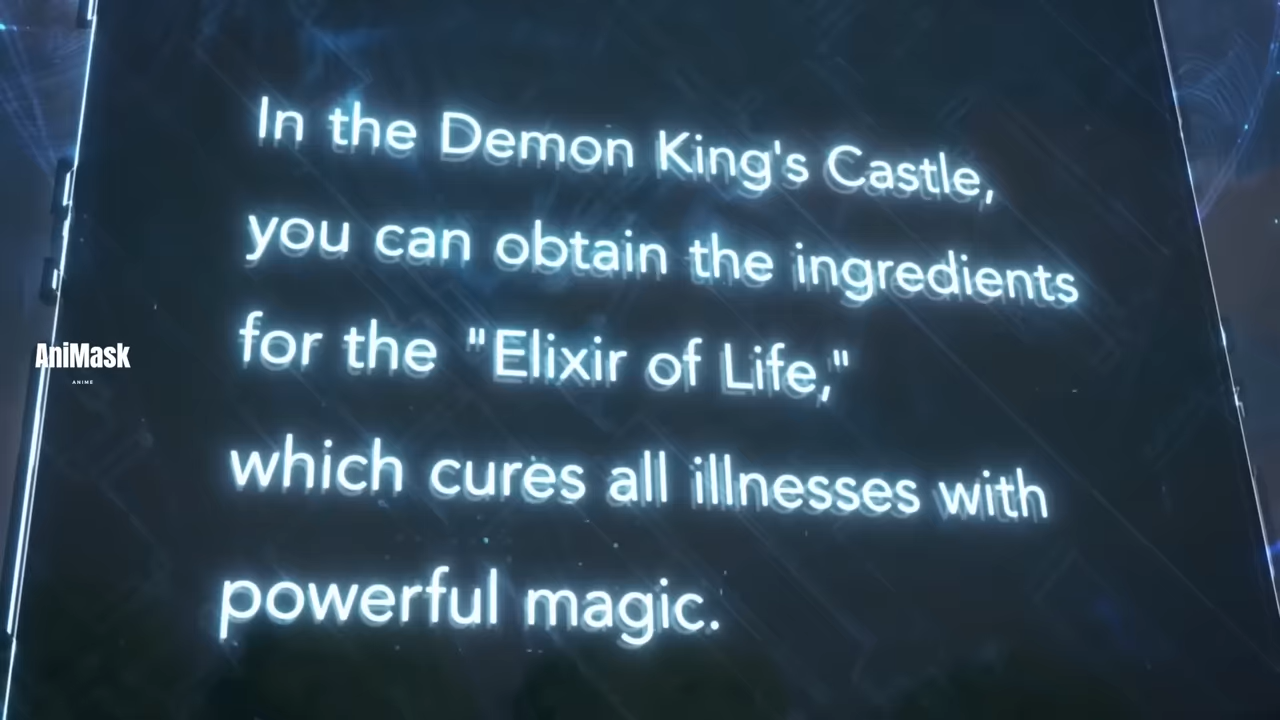 In the Demon King's Castle,
you can obtain the ingredients
for the "Elixir of Life,"
which cures all illnesses with
powerful magic.
AniMask
ANIME